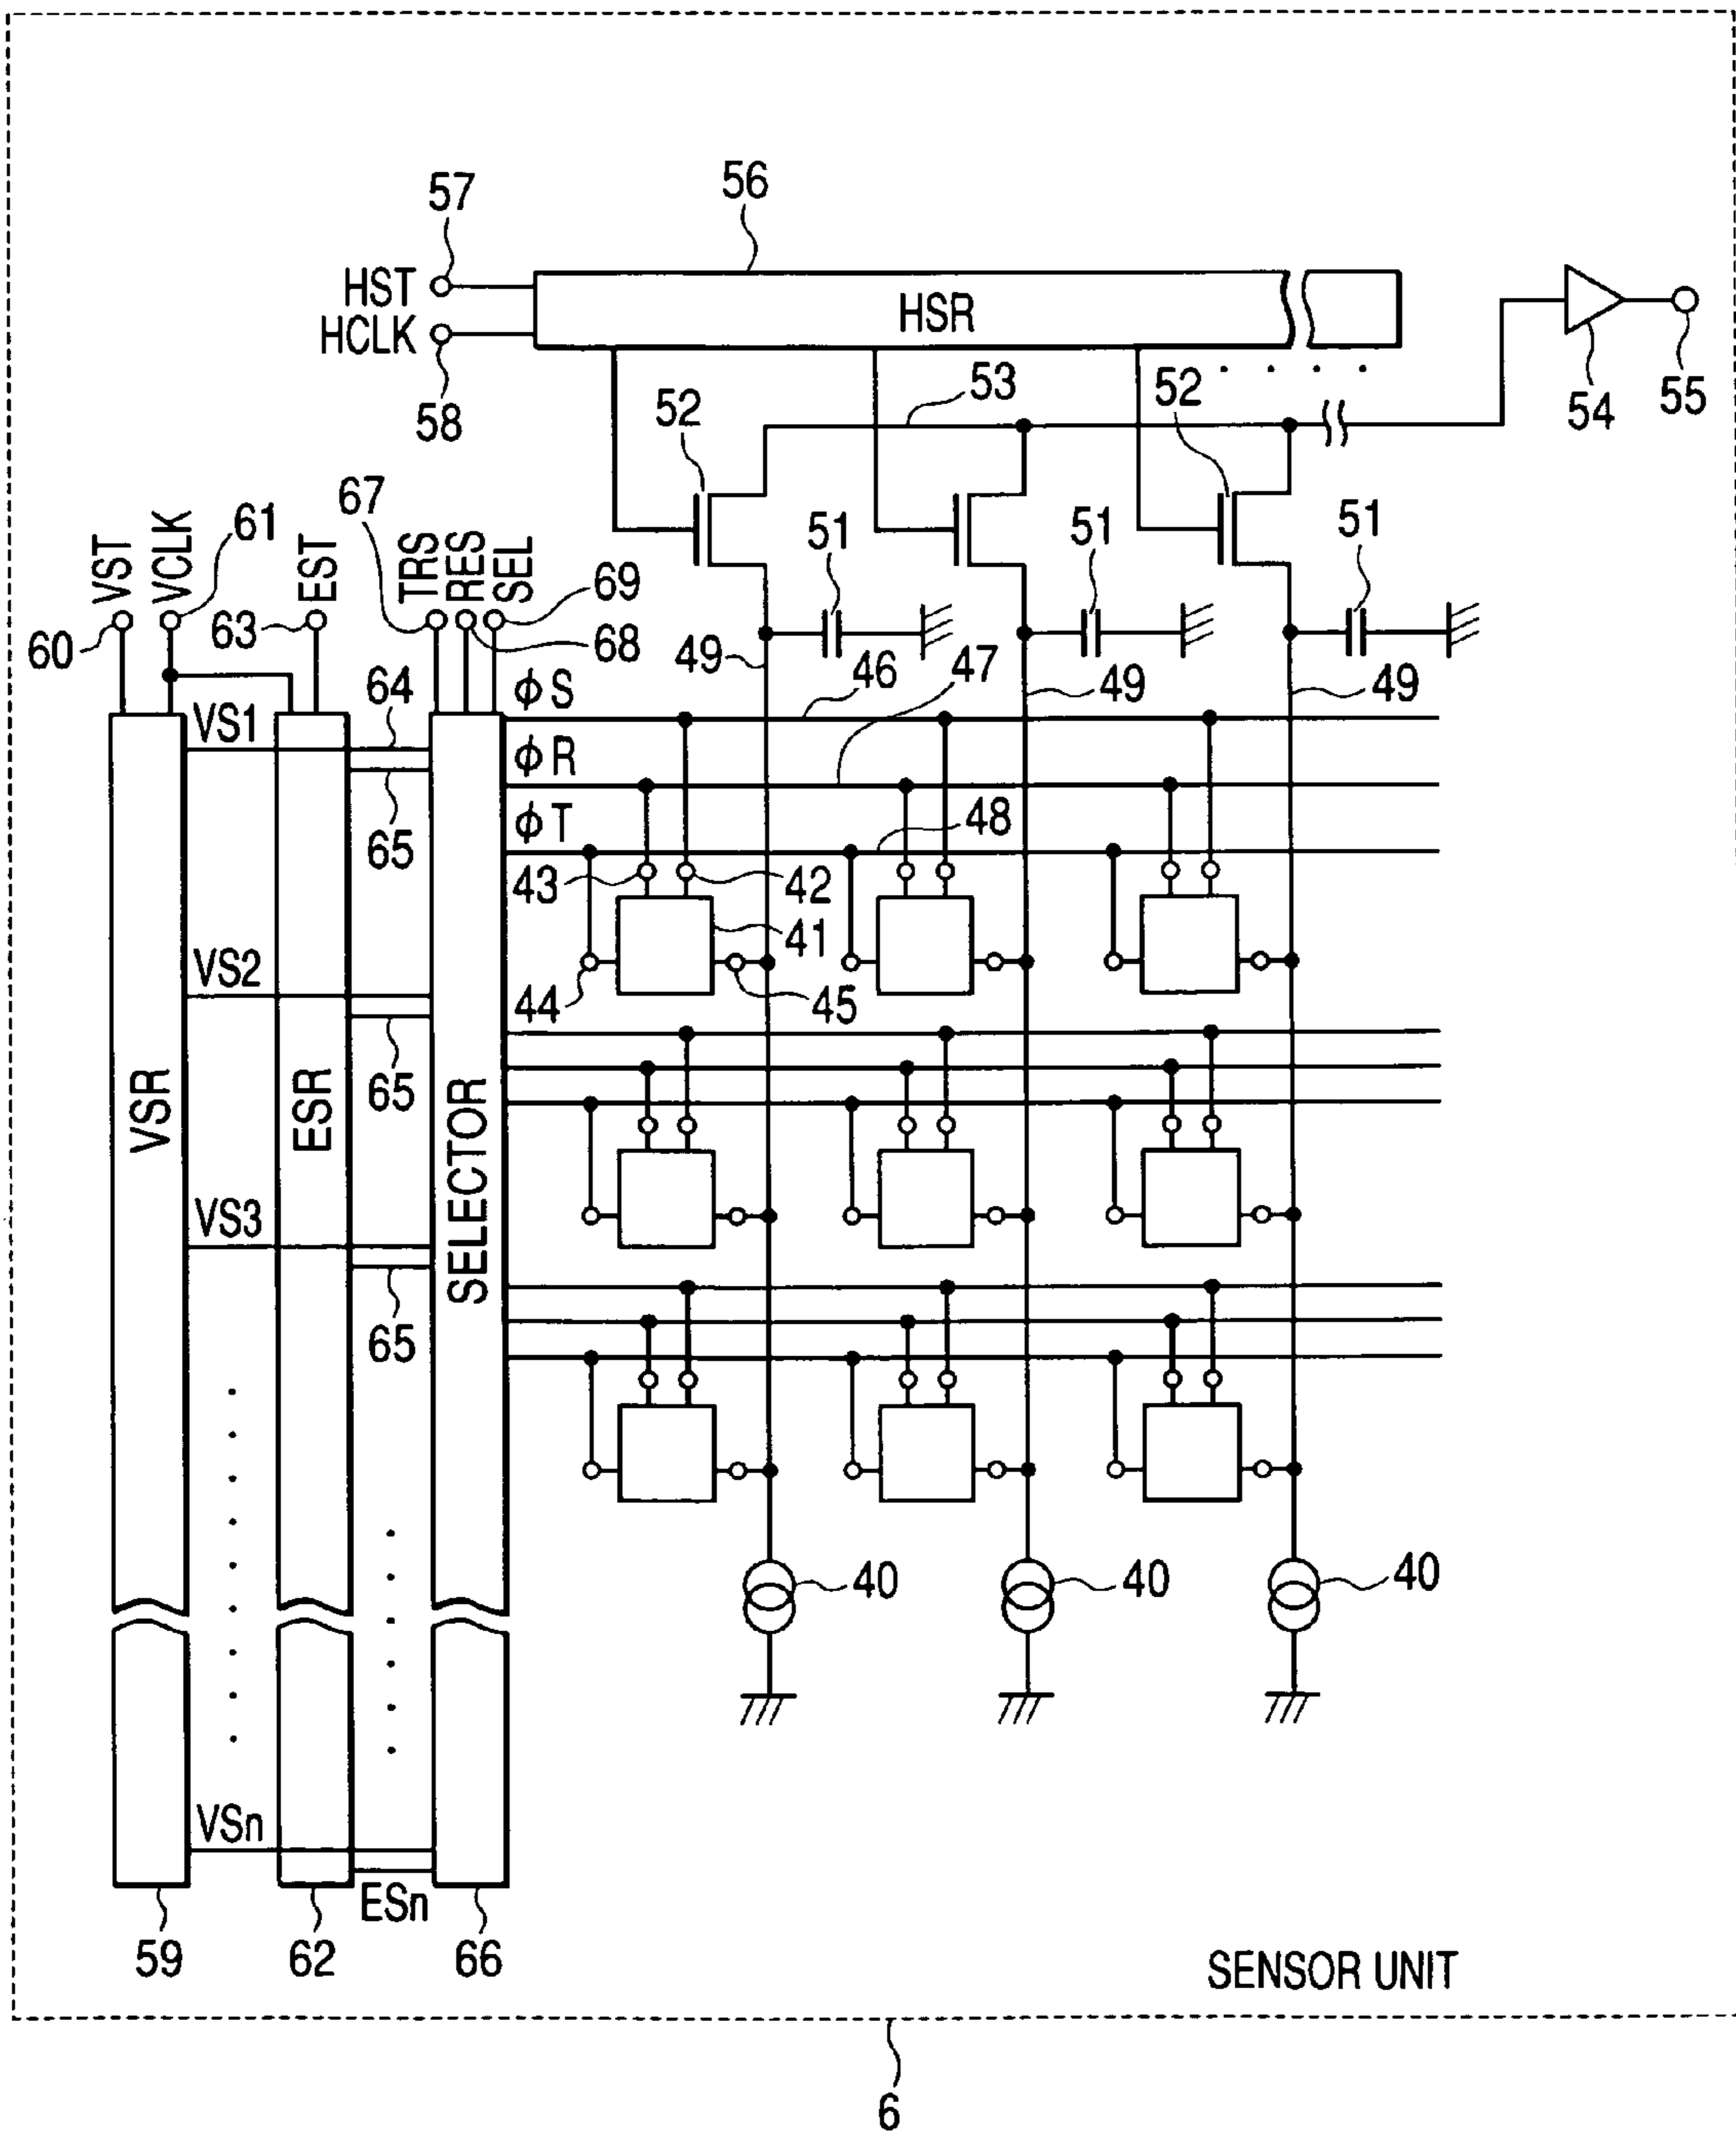 56
57
HST
HSR
HCLK
58
52
53
52
54
55
VST
VCLK
61
EST
67
TRS
RES
SEL
69
51
51
51
60
63
68
64
49
46
47
49
49
VS1
ϕS
ϕR
65
ϕT
48
43
42
41
VS2
44
45
65
VSR
ESR
SELECTOR
VS3
65
40
40
40
VSn
ESn
59
62
66
SENSOR UNIT
6